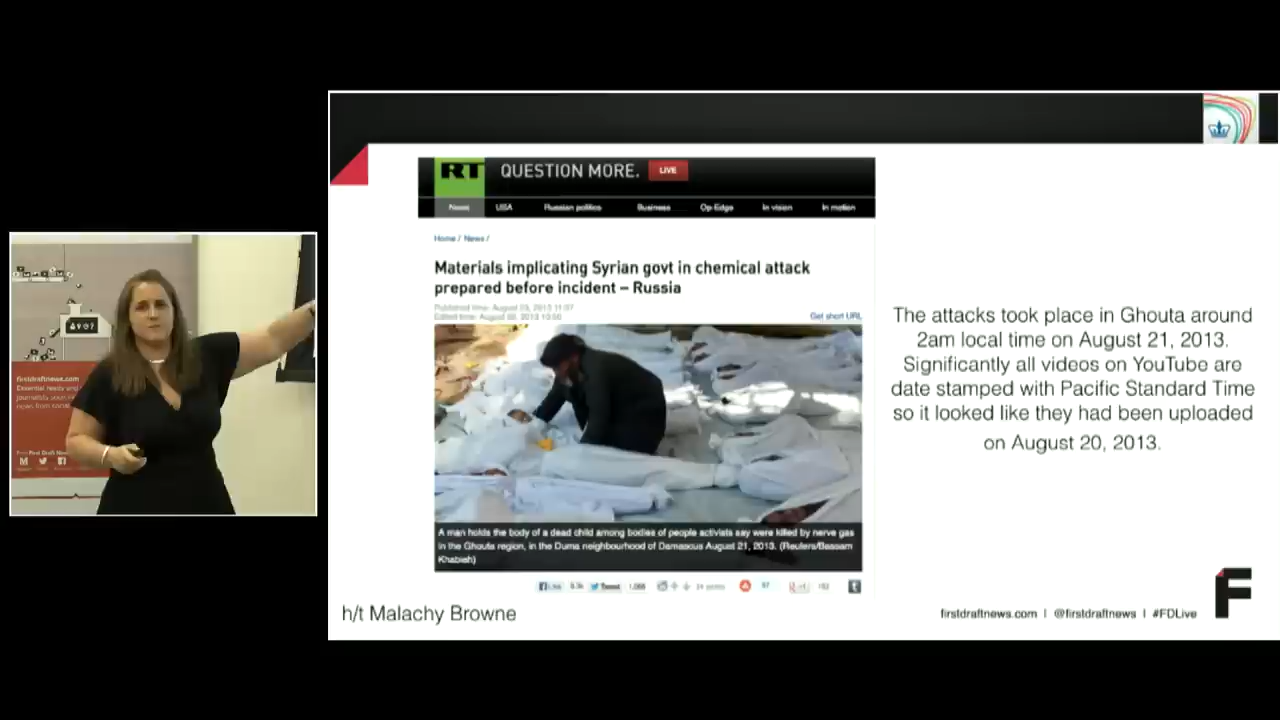 RT
QUESTION MORE.
LIVE
News
USA
Russian politics
Business
Op-Edge
In vision
In motion
Home / News /
Materials implicating Syrian govt in chemical attack
prepared before incident – Russia
Get short URL
A man holds the body of a dead child among bodies of people activists say were killed by nerve gas
in the Ghouta region, in the Duma neighbourhood of Damascus August 21, 2013. (Reuters/Bassam
Khabieh)
Tweet
The attacks took place in Ghouta around
2am local time on August 21, 2013.
Significantly all videos on YouTube are
date stamped with Pacific Standard Time
so it looked like they had been uploaded
on August 20, 2013.
h/t Malachy Browne
firstdraftnews.com | @firstdraftnews | #FDLive
F
firstdraftnews.com